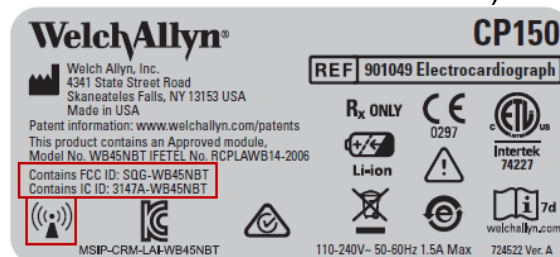 WelchAllyn®
CP150
Welch Allyn, Inc.
4341 State Street Road
Skaneateles Falls, NY 13153 USA
Made in USA
REF 901049 Electrocardiograph
Patent information: www.welchallyn.com/patents
This product contains an Approved module,
Model No. WB45NBT IFETEL No. RCPLAWB14-2006
Contains FCC ID: SQG-WB45NBT
Contains IC ID: 3147A-WB45NBT
MSIP-CRM-LAI-WB45NBT
Rx ONLY
CE
0297
C ETL US
Intertek
74227
+/-
Li-ion
7d
welchallyn.com
110-240V~ 50-60Hz 1.5A Max
724522 Ver. A